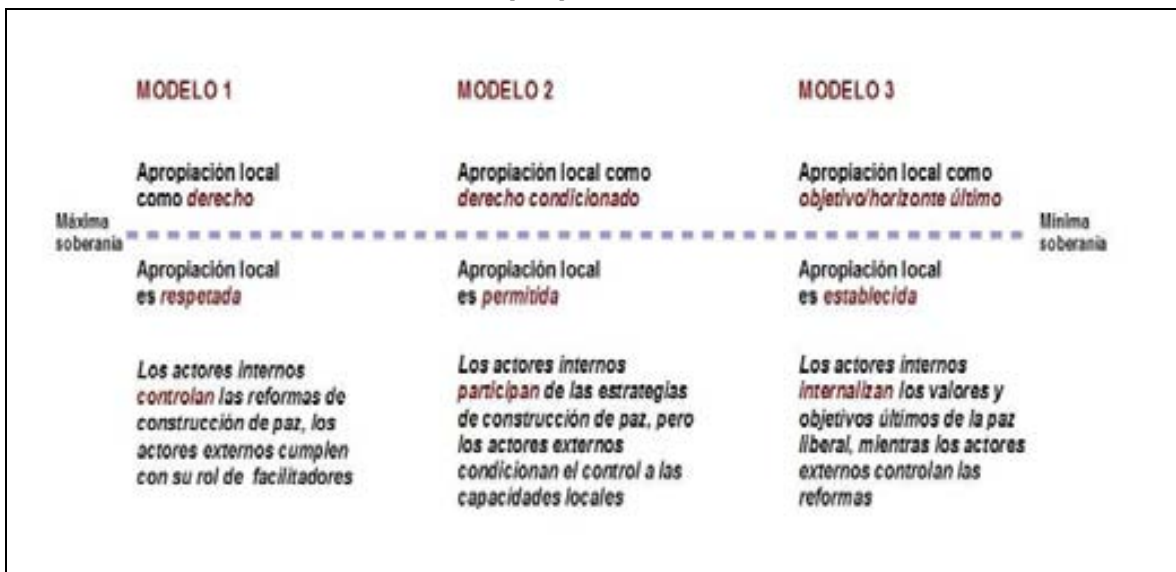 MODELO 1
MODELO 2
MODELO 3
Apropiación local
como derecho
Apropiación local como
derecho condicionado
Apropiación local como
objetivo/horizonte último
Máxima
soberanía
Mínima
soberanía
Apropiación local
es respetada
Apropiación local
es permitida
Apropiación local
es establecida
Los actores internos
controlan las reformas de
construcción de paz, los
actores externos cumplen
con su rol de facilitadores
Los actores internos
participan de las estrategias
de construcción de paz, pero
los actores externos
condicionan el control a las
capacidades locales
Los actores internos
internalizan los valores y
objetivos últimos de la paz
liberal, mientras los actores
externos controlan las
reformas